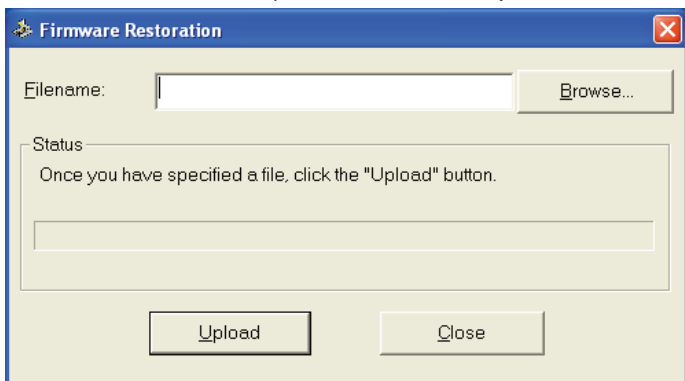 Firmware Restoration
Filename:
Browse...
Status
Once you have specified a file, click the "Upload" button.
Upload
Close